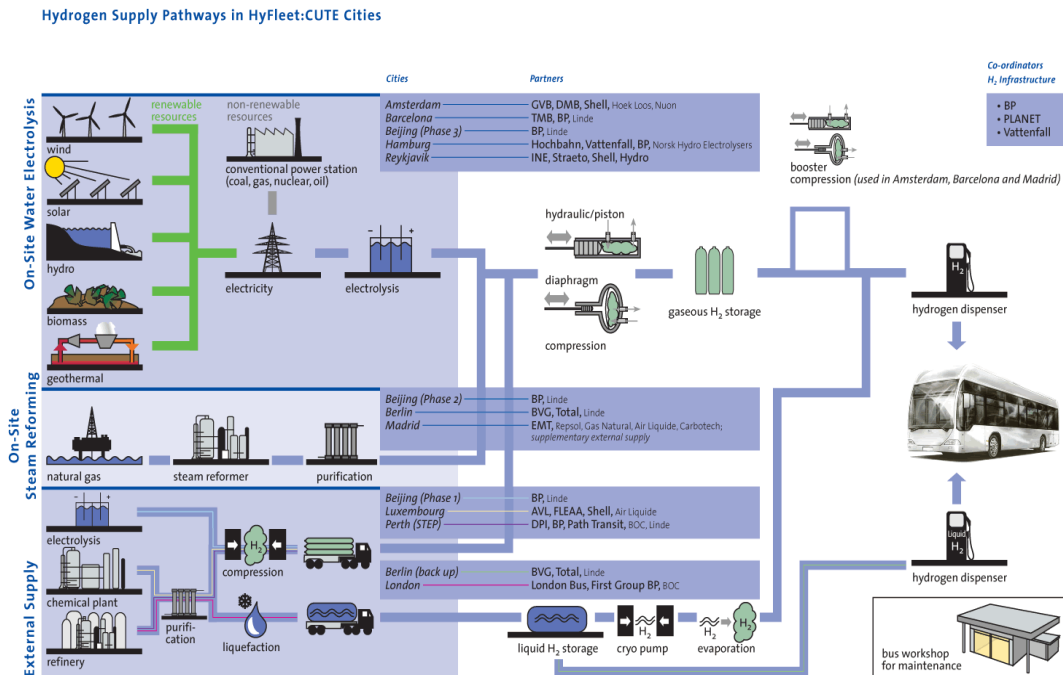 Hydrogen Supply Pathways in HyFleet:CUTE Cities
Cities
Partners
Co-ordinators
H₂ Infrastructure
• BP
• PLANET
• Vattenfall
On-Site Water Electrolysis
renewable
resources
non-renewable
resources
wind
solar
hydro
biomass
geothermal
conventional power station
(coal, gas, nuclear, oil)
electricity
electrolysis
Amsterdam GVB, DMB, Shell, Hoek Loos, Nuon
Barcelona TMB, BP, Linde
Beijing (Phase 3) BP, Linde
Hamburg Hochbahn, Vattenfall, BP, Norsk Hydro Electrolysers
Reykjavik INE, Straeto, Shell, Hydro
booster
compression (used in Amsterdam, Barcelona and Madrid)
hydraulic/piston
diaphragm
compression
gaseous H₂ storage
H₂
hydrogen dispenser
On-Site
Steam Reforming
natural gas
steam reformer
purification
Beijing (Phase 2) BP, Linde
Berlin BVG, Total, Linde
Madrid EMT, Repsol, Gas Natural, Air Liquide, Carbotech;
supplementary external supply
External Supply
- +
electrolysis
chemical plant
refinery
purifi-
cation
H₂
compression
liquefaction
Beijing (Phase 1) BP, Linde
Luxembourg AVL, FLEAA, Shell, Air Liquide
Perth (STEP) DPI, BP, Path Transit, BOC, Linde
Berlin (back up) BVG, Total, Linde
London London Bus, First Group BP, BOC
liquid H₂ storage
H₂
cryo pump
H₂
H₂
evaporation
Liquid
H₂
hydrogen dispenser
bus workshop
for maintenance